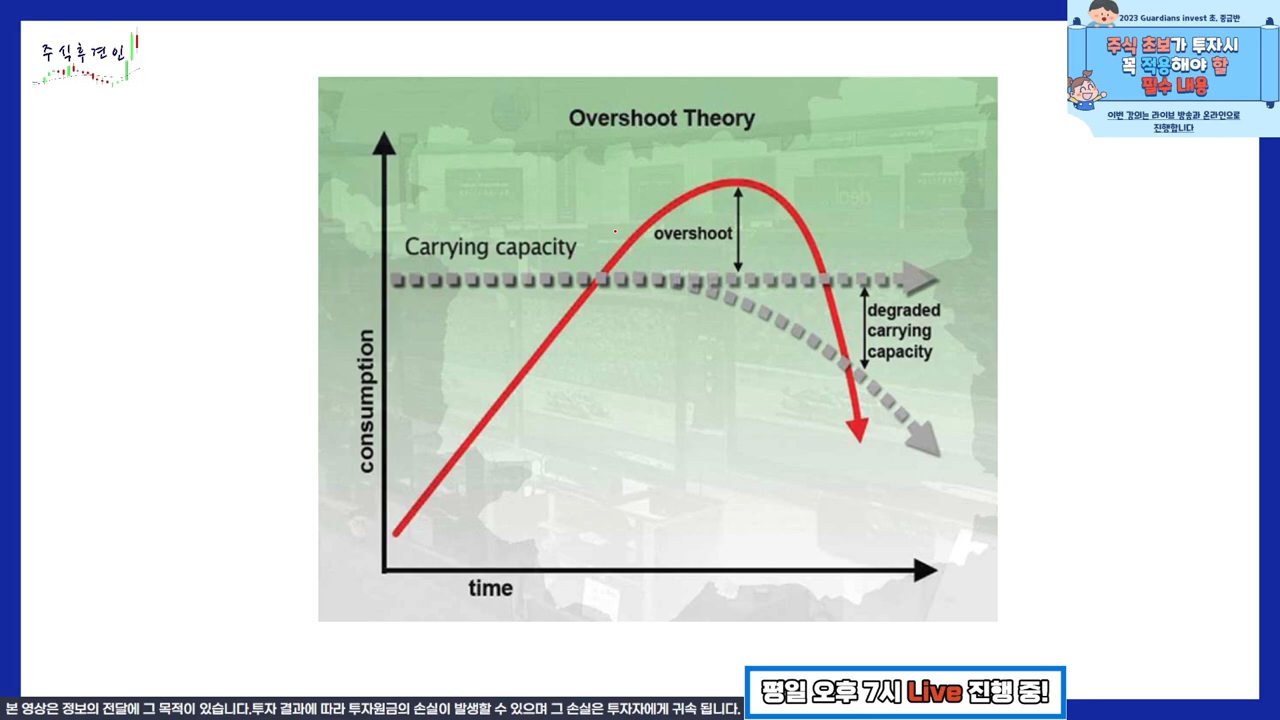 주식후견인
2023 Guardians invest 초, 중급반
주식 초보가 투자시
꼭 적용해야 할
필수 내용
이번 강의는 라이브 방송과 온라인으로
진행합니다
Overshoot Theory
overshoot
Carrying capacity
degraded
carrying
capacity
consumption
time
평일 오후 7시 Live 진행 중!
본 영상은 정보의 전달에 그 목적이 있습니다.투자 결과에 따라 투자원금의 손실이 발생할 수 있으며 그 손실은 투자자에게 귀속 됩니다.